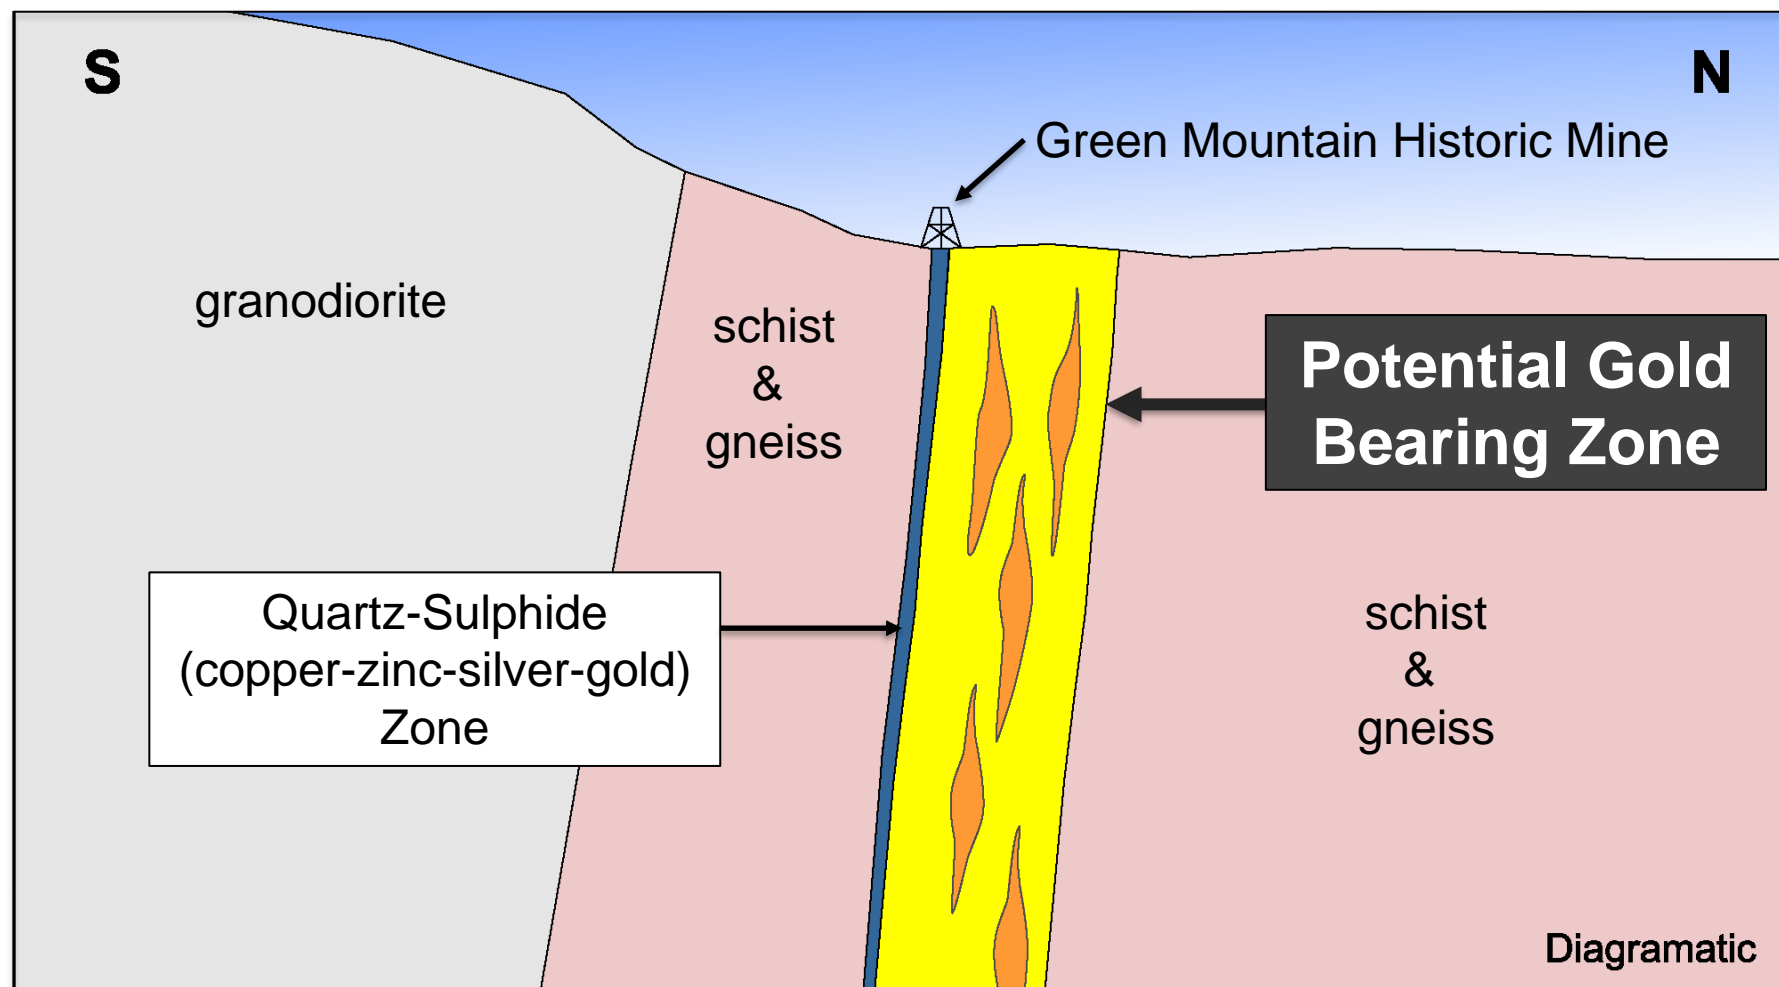 S
N
Green Mountain Historic Mine
granodiorite
schist
&
gneiss
Potential Gold
Bearing Zone
Quartz-Sulphide
(copper-zinc-silver-gold)
Zone
schist
&
gneiss
Diagramatic